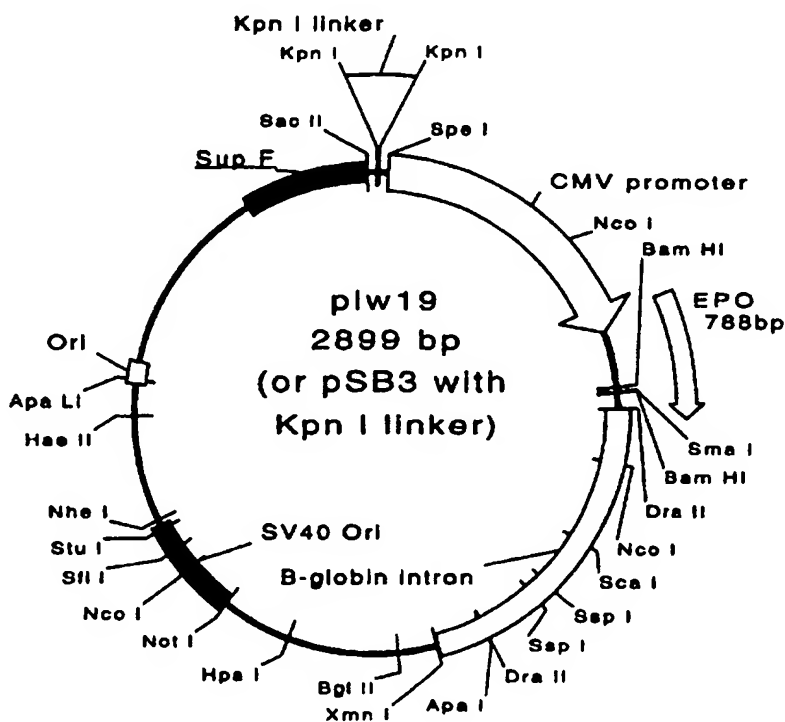 Kpn I linker
Kpn I
Kpn I
Sac II
Spe I
Sup F
CMV promoter
Nco I
Bam HI
EPO
788bp
plw19
2899 bp
(or pSB3 with
Kpn I linker)
Ori
Apa LI
Hae II
Sma I
Bam HI
Dra II
Nco I
Sca I
Ssp I
Ssp I
Dra II
Apa I
Xmn I
Bgl II
Hpa I
Not I
Nco I
Sfi I
Stu I
Nhe I
SV40 Ori
B-globin intron